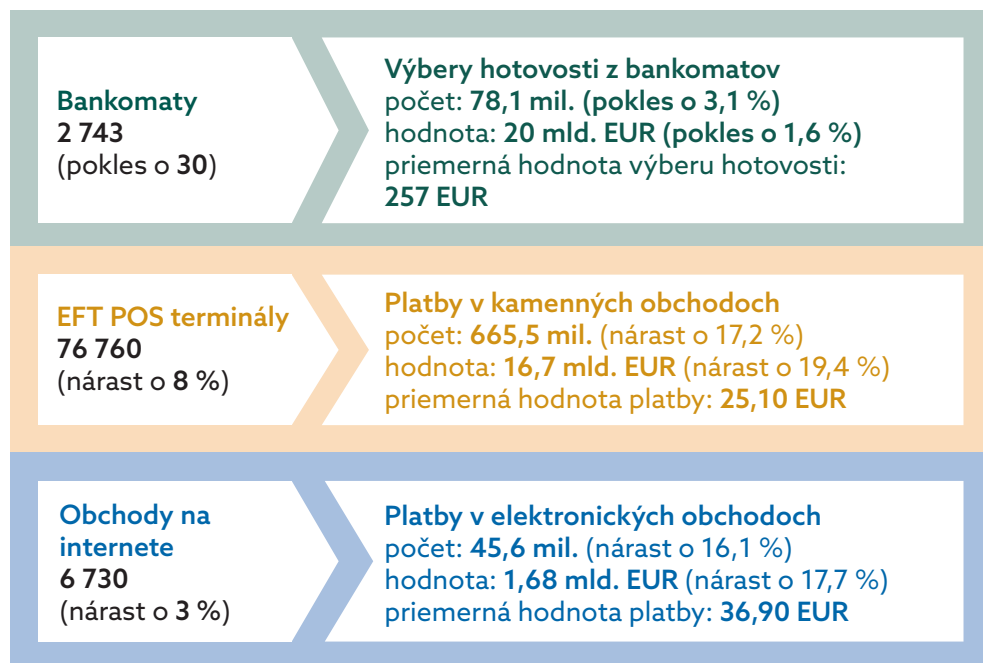 Bankomaty
2 743
(pokles o 30)
Výbery hotovosti z bankomatov
počet: 78,1 mil. (pokles o 3,1 %)
hodnota: 20 mld. EUR (pokles o 1,6 %)
priemerná hodnota výberu hotovosti:
257 EUR
EFT POS terminály
76 760
(nárast o 8 %)
Platby v kamenných obchodoch
počet: 665,5 mil. (nárast o 17,2 %)
hodnota: 16,7 mld. EUR (nárast o 19,4 %)
priemerná hodnota platby: 25,10 EUR
Obchody na
internete
6 730
(nárast o 3 %)
Platby v elektronických obchodoch
počet: 45,6 mil. (nárast o 16,1 %)
hodnota: 1,68 mld. EUR (nárast o 17,7 %)
priemerná hodnota platby: 36,90 EUR